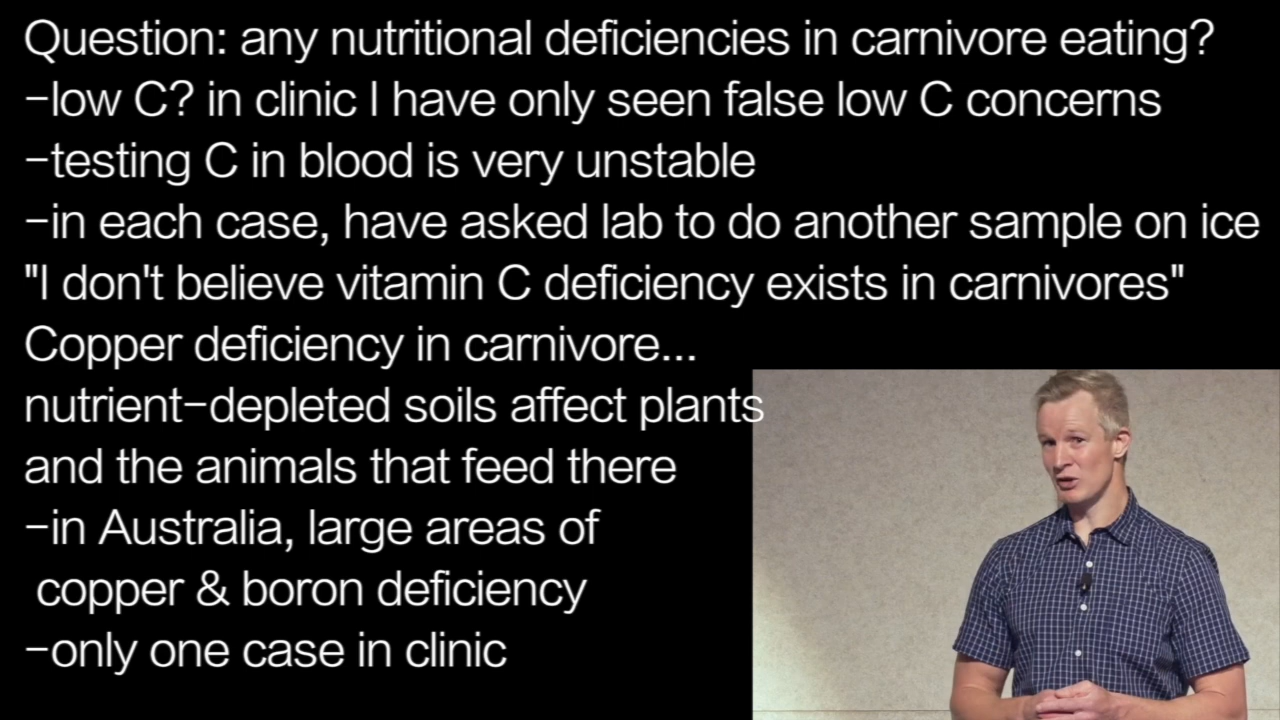 Question: any nutritional deficiencies in carnivore eating?
-low C? in clinic I have only seen false low C concerns
-testing C in blood is very unstable
-in each case, have asked lab to do another sample on ice
"I don't believe vitamin C deficiency exists in carnivores"
Copper deficiency in carnivore...
nutrient-depleted soils affect plants
and the animals that feed there
-in Australia, large areas of
copper & boron deficiency
-only one case in clinic